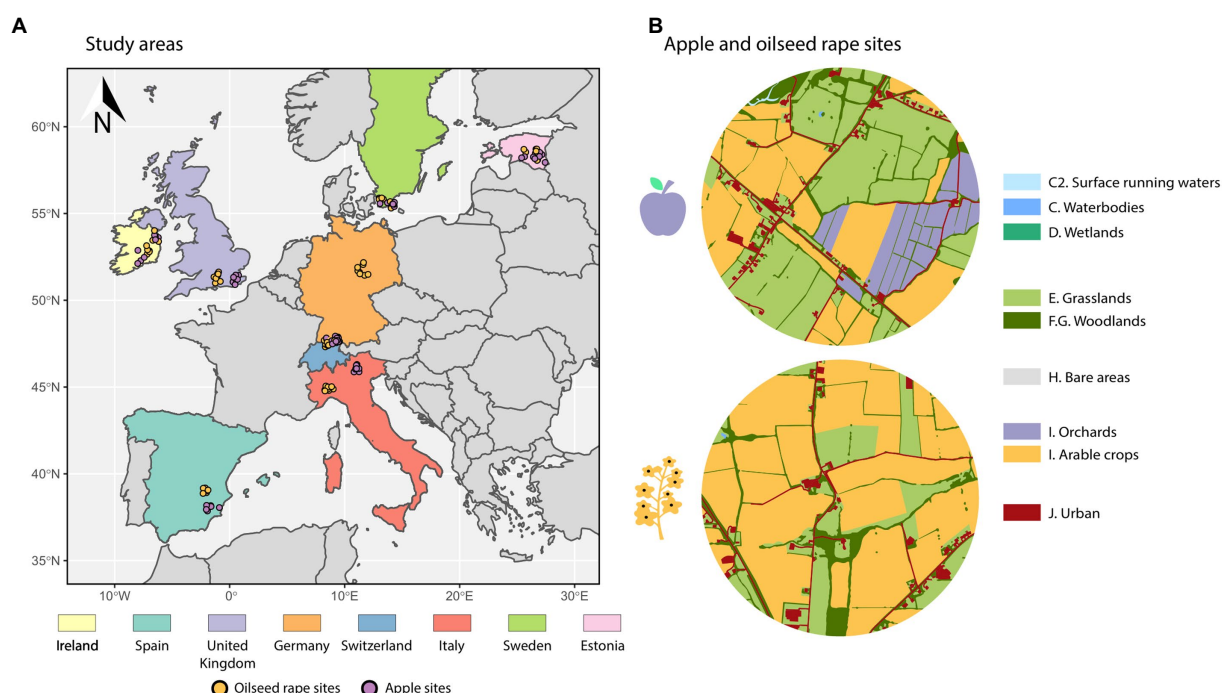 A
Study areas
N
60°N
55°N
50°N
45°N
40°N
35°N
10°W
0°
10°E
20°E
30°E
Ireland
Spain
United
Kingdom
Germany
Switzerland
Italy
Sweden
Estonia
Oilseed rape sites
Apple sites
B
Apple and oilseed rape sites
C2. Surface running waters
C. Waterbodies
D. Wetlands
E. Grasslands
F.G. Woodlands
H. Bare areas
I. Orchards
I. Arable crops
J. Urban